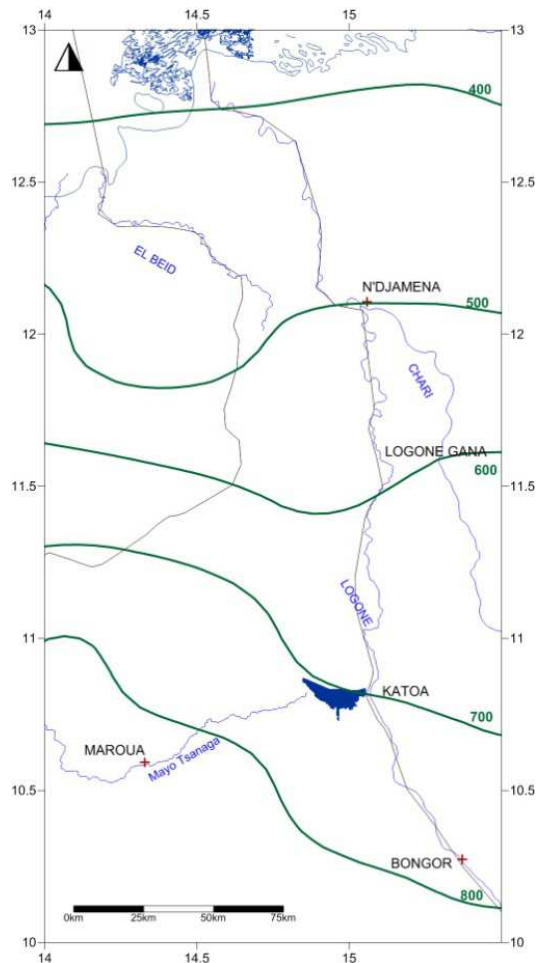 14 14.5 15
13 13
400
12.5 12.5
EL BEID
N'DJAMENA
500
12 12
CHARI
LOGONE GANA
600
11.5 11.5
LOGONE
11 11
KATOA
700
MAROUA
Mayo Tsanaga
10.5 10.5
BONGOR
800
0km 25km 50km 75km
10 10
14 14.5 15